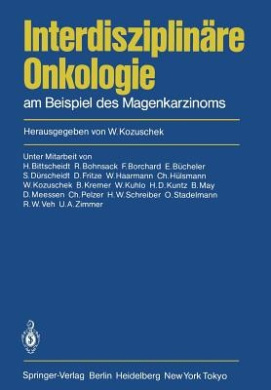 Interdisziplinäre
Onkologie
am Beispiel des Magenkarzinoms
Herausgegeben von W. Kozuschek
Unter Mitarbeit von
H. Bittscheidt R. Bohnsack F. Borchard E. Bücheler
S. Dürscheidt D. Fritze W. Haarmann Ch. Hülsmann
W. Kozuschek B. Kremer W. Kuhlo H. D. Kuntz B. May
D. Meessen Ch. Pelzer H. W. Schreiber O. Stadelmann
R. W. Veh U. A. Zimmer
Springer-Verlag Berlin Heidelberg New York Tokyo